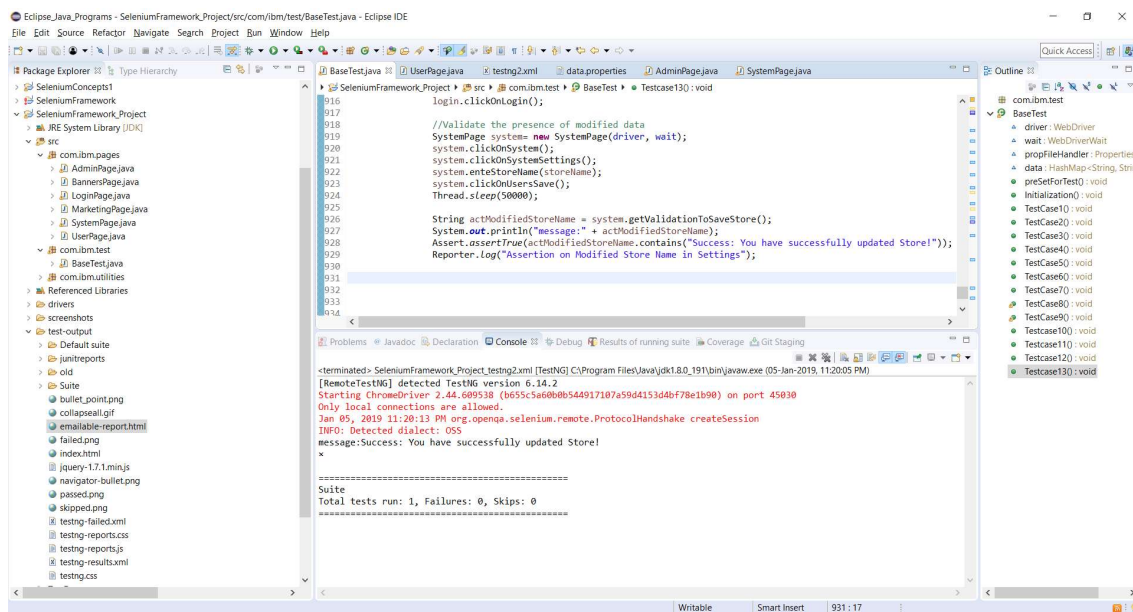 Eclipse_Java_Programs - SeleniumFramework_Project/src/com/ibm/test/BaseTest.java - Eclipse IDE
File Edit Source Refactor Navigate Search Project Run Window Help
Quick Access
Package Explorer Type Hierarchy
SeleniumConcepts1
SeleniumFramework
SeleniumFramework_Project
JRE System Library [JDK]
src
com.ibm.pages
AdminPage.java
BannersPage.java
LoginPage.java
MarketingPage.java
SystemPage.java
UserPage.java
com.ibm.test
BaseTest.java
com.ibm.utilities
Referenced Libraries
drivers
screenshots
test-output
Default suite
junitreports
old
Suite
bullet_point.png
collapseall.gif
emailable-report.html
failed.png
index.html
jquery-1.7.1.min.js
navigator-bullet.png
passed.png
skipped.png
testng-failed.xml
testng-reports.css
testng-reports.js
testng-results.xml
testng.css
BaseTest.java UserPage.java testng2.xml data.properties AdminPage.java SystemPage.java
SeleniumFramework_Project src com.ibm.test BaseTest Testcase13() : void
916 login.clickOnLogin();
917
918 //Validate the presence of modified data
919 SystemPage system= new SystemPage(driver, wait);
920 system.clickOnSystem();
921 system.clickOnSystemSettings();
922 system.enteStoreName(storeName);
923 system.clickOnUsersSave();
924 Thread.sleep(50000);
925
926 String actModifiedStoreName = system.getValidationToSaveStore();
927 System.out.println("message:" + actModifiedStoreName);
928 Assert.assertTrue(actModifiedStoreName.contains("Success: You have successfully updated Store!"));
929 Reporter.log("Assertion on Modified Store Name in Settings");
930
931
932
933
934
Problems Javadoc Declaration Console Debug Results of running suite Coverage Git Staging
<terminated> SeleniumFramework_Project_testng2.xml [TestNG] C:\Program Files\Java\jdk1.8.0_191\bin\javaw.exe (05-Jan-2019, 11:20:05 PM)
[RemoteTestNG] detected TestNG version 6.14.2
Starting ChromeDriver 2.44.609538 (b655c5a60b0b544917107a59d4153d4bf78e1b90) on port 45030
Only local connections are allowed.
Jan 05, 2019 11:20:13 PM org.openqa.selenium.remote.ProtocolHandshake createSession
INFO: Detected dialect: OSS
message:Success: You have successfully updated Store!
×
===============================================
Suite
Total tests run: 1, Failures: 0, Skips: 0
===============================================
Outline
com.ibm.test
BaseTest
driver : WebDriver
wait : WebDriverWait
propFileHandler : Properties
data : HashMap<String, Stri
preSetForTest() : void
Initialization() : void
TestCase1() : void
TestCase2() : void
TestCase3() : void
TestCase4() : void
TestCase5() : void
TestCase6() : void
TestCase7() : void
TestCase8() : void
TestCase9() : void
Testcase10() : void
Testcase11() : void
Testcase12() : void
Testcase13() : void
Writable Smart Insert 931 : 17